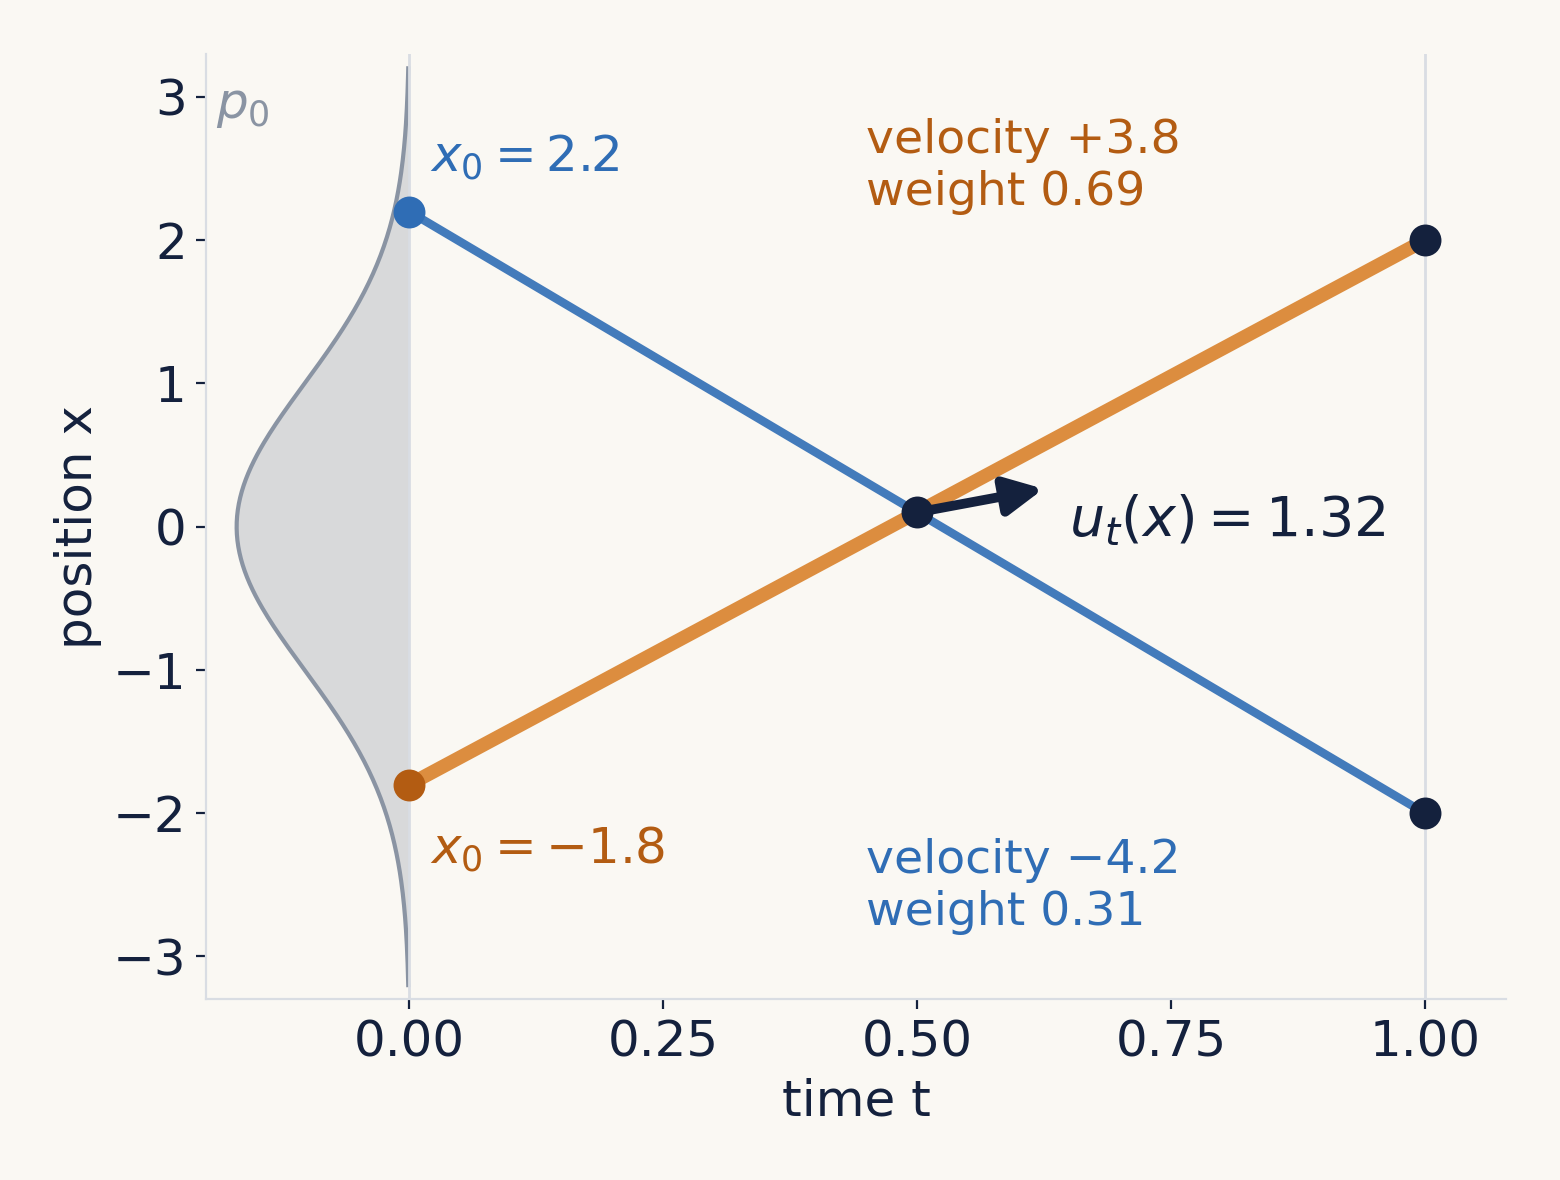 p₀
x₀ = 2.2
velocity +3.8
weight 0.69
uₜ(x) = 1.32
x₀ = −1.8
velocity −4.2
weight 0.31
position x
3
2
1
0
−1
−2
−3
0.00 0.25 0.50 0.75 1.00
time t